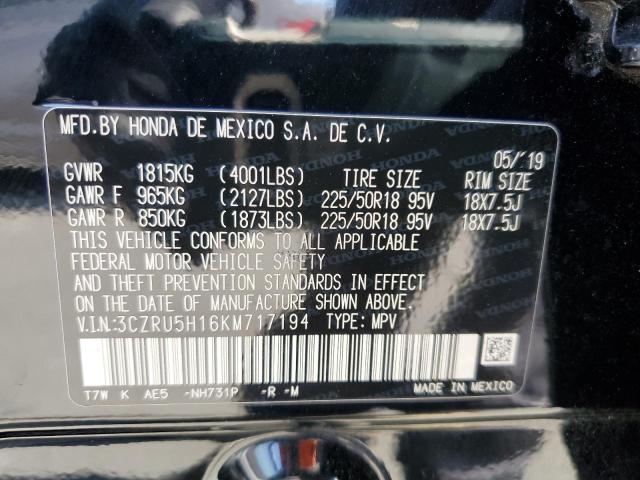 MFD.BY HONDA DE MEXICO S.A. DE C.V.
05/'19
GVWR 1815KG (4001LBS) TIRE SIZE RIM SIZE
GAWR F 965KG (2127LBS) 225/50R18 95V 18X7.5J
GAWR R 850KG (1873LBS) 225/50R18 95V 18X7.5J
THIS VEHICLE CONFORMS TO ALL APPLICABLE
FEDERAL MOTOR VEHICLE SAFETY
AND THEFT PREVENTION STANDARDS IN EFFECT
ON THE DATE OF MANUFACTURE SHOWN ABOVE.
V.I.N.:3CZRU5H16KM717194 TYPE: MPV
T7W K AE5 -NH731P -R -M
MADE IN MEXICO